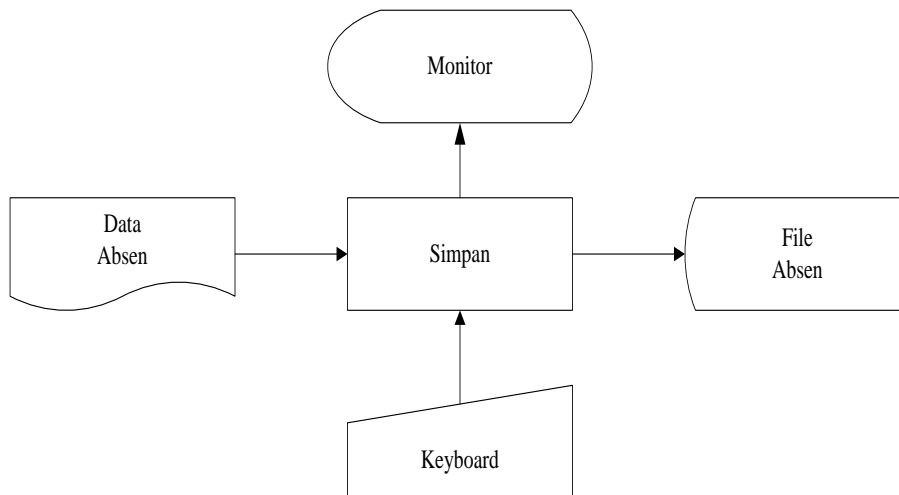 Monitor
Data
Absen
Simpan
File
Absen
Keyboard